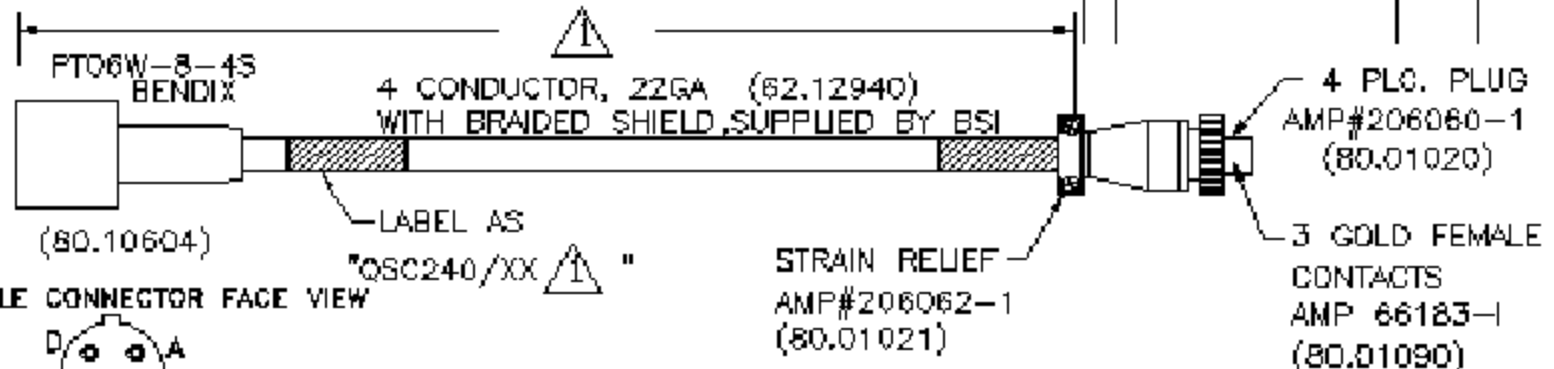 1
PT06W-8-4S
BENDIX
4 CONDUCTOR, 22GA (62.12940)
WITH BRAIDED SHIELD,SUPPLIED BY BSI
4 PLC. PLUG
AMP#206060-1
(80.01020)
(80.10604)
LABEL AS
"QSC240/XX 1 "
STRAIN RELIEF
AMP#206062-1
(80.01021)
3 GOLD FEMALE
CONTACTS
AMP 66183-1
(80.01090)
LE CONNECTOR FACE VIEW
D A